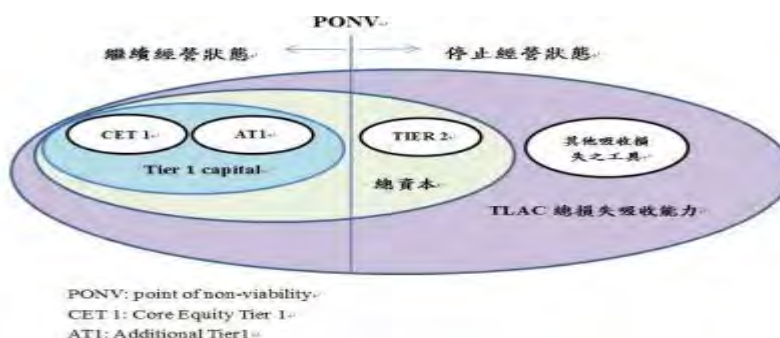 PONV
繼續經營狀態
停止經營狀態
CET 1
AT1
TIER 2
其他吸收損
失之工具
Tier 1 capital
總資本
TLAC 總損失吸收能力
PONV: point of non-viability
CET 1: Core Equity Tier 1
AT1: Additional Tier1